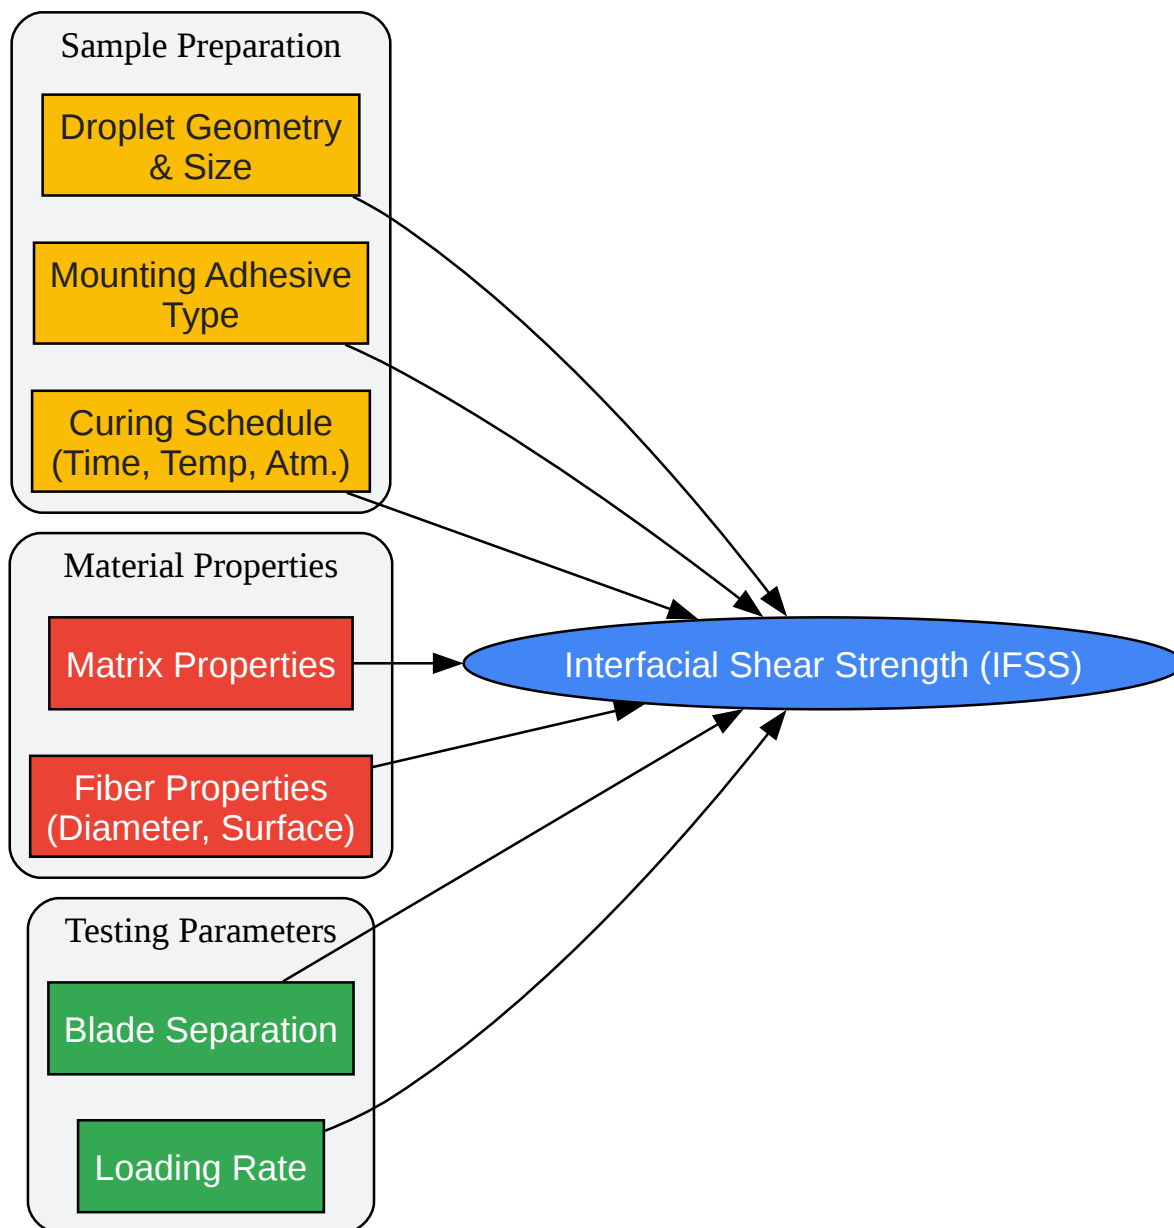 Sample Preparation
Droplet Geometry
& Size
Mounting Adhesive
Type
Curing Schedule
(Time, Temp, Atm.)
Material Properties
Matrix Properties
Interfacial Shear Strength (IFSS)
Fiber Properties
(Diameter, Surface)
Testing Parameters
Blade Separation
Loading Rate